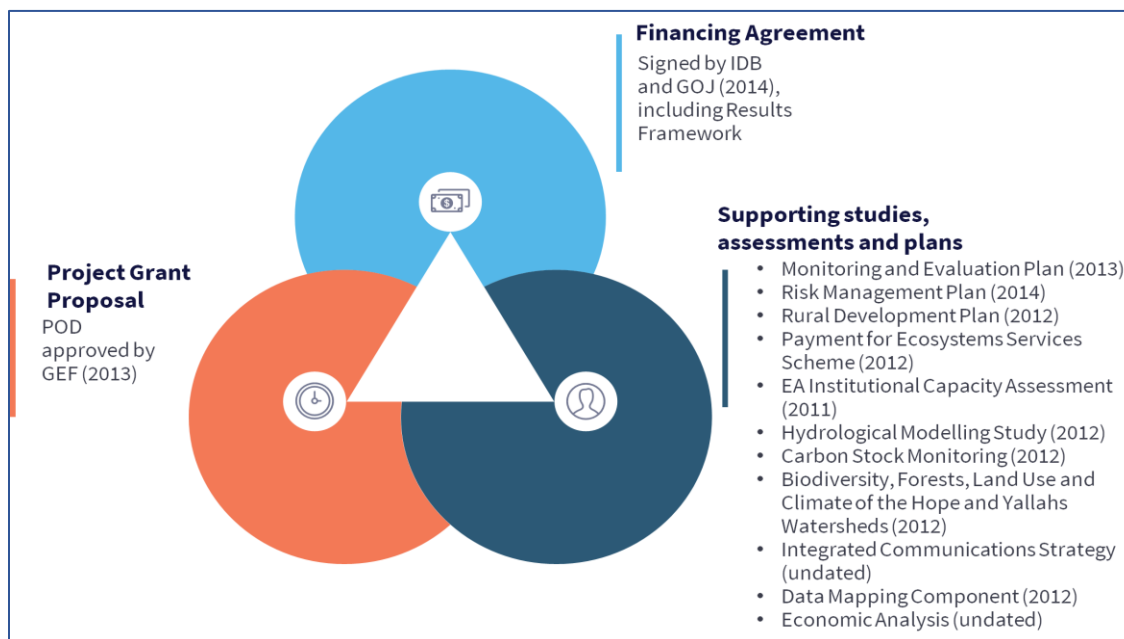 Financing Agreement
Signed by IDB
and GOJ (2014),
including Results
Framework
Project Grant
Proposal
POD
approved by
GEF (2013)
Supporting studies,
assessments and plans
• Monitoring and Evaluation Plan (2013)
• Risk Management Plan (2014)
• Rural Development Plan (2012)
• Payment for Ecosystems Services
Scheme (2012)
• EA Institutional Capacity Assessment
(2011)
• Hydrological Modelling Study (2012)
• Carbon Stock Monitoring (2012)
• Biodiversity, Forests, Land Use and
Climate of the Hope and Yallahs
Watersheds (2012)
• Integrated Communications Strategy
(undated)
• Data Mapping Component (2012)
• Economic Analysis (undated)